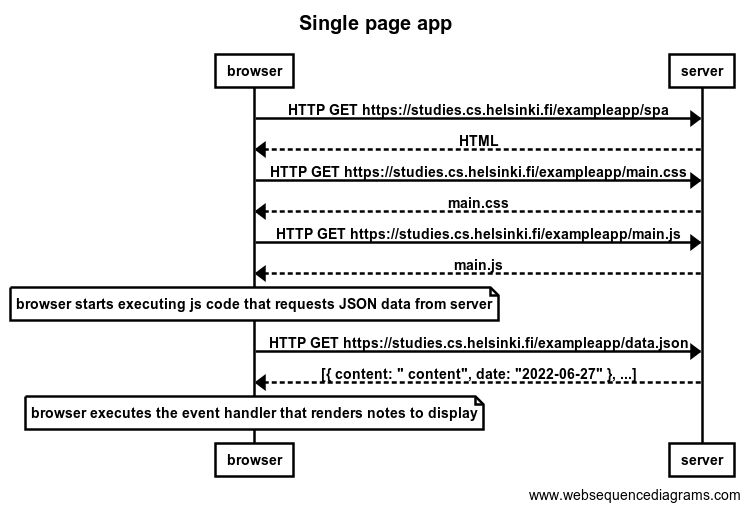 Single page app
browser server
HTTP GET https://studies.cs.helsinki.fi/exampleapp/spa
HTML
HTTP GET https://studies.cs.helsinki.fi/exampleapp/main.css
main.css
HTTP GET https://studies.cs.helsinki.fi/exampleapp/main.js
main.js
browser starts executing js code that requests JSON data from server
HTTP GET https://studies.cs.helsinki.fi/exampleapp/data.json
[{ content: " content", date: "2022-06-27" }, ...]
browser executes the event handler that renders notes to display
browser server
www.websequencediagrams.com